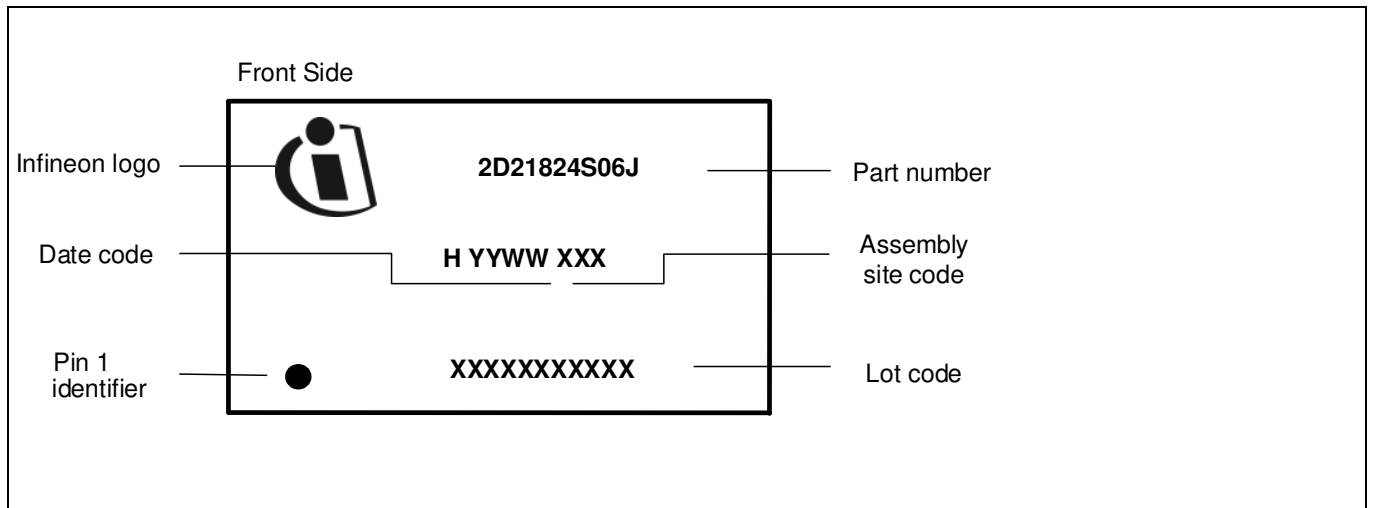 Front Side
Infineon logo
2D21824S06J
Part number
Date code
H YYWW XXX
Assembly
site code
Pin 1
identifier
XXXXXXXXXXX
Lot code